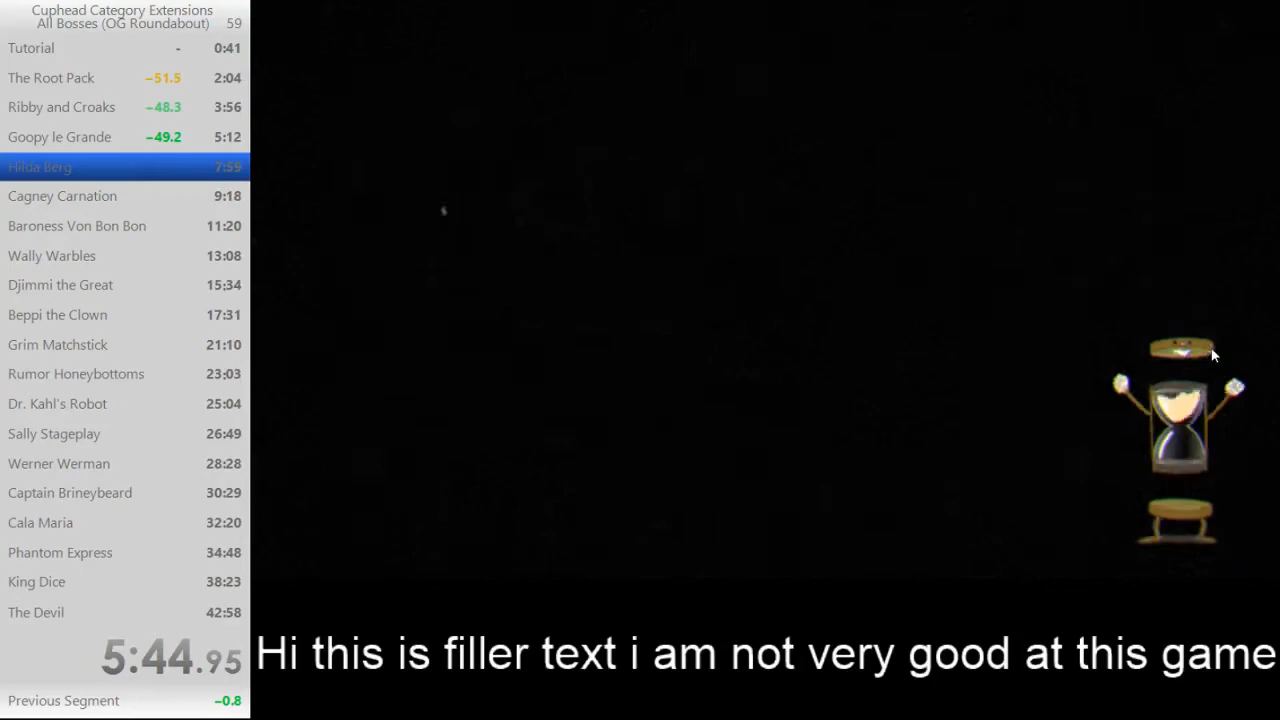 Cuphead Category Extensions
All Bosses (OG Roundabout) 59
Tutorial - 0:41
The Root Pack −51.5 2:04
Ribby and Croaks −48.3 3:56
Goopy le Grande −49.2 5:12
Hilda Berg 7:59
Cagney Carnation 9:18
Baroness Von Bon Bon 11:20
Wally Warbles 13:08
Djimmi the Great 15:34
Beppi the Clown 17:31
Grim Matchstick 21:10
Rumor Honeybottoms 23:03
Dr. Kahl's Robot 25:04
Sally Stageplay 26:49
Werner Werman 28:28
Captain Brineybeard 30:29
Cala Maria 32:20
Phantom Express 34:48
King Dice 38:23
The Devil 42:58
5:44.95
Hi this is filler text i am not very good at this game
Previous Segment −0.8